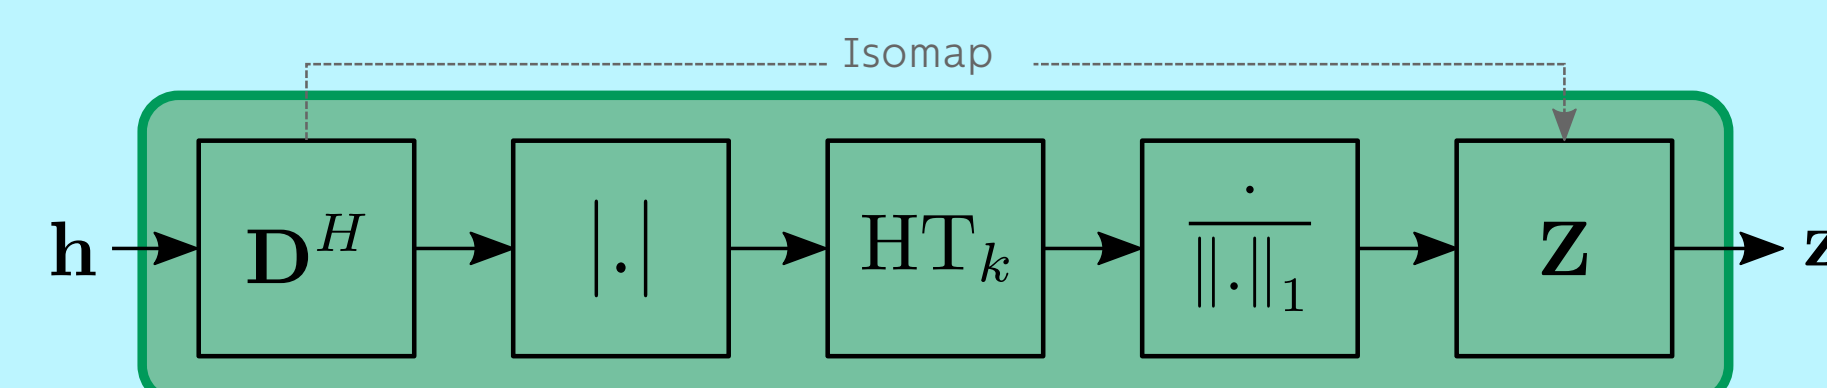 Isomap
h D^H |.| HT_k ./‖.‖_1 Z z